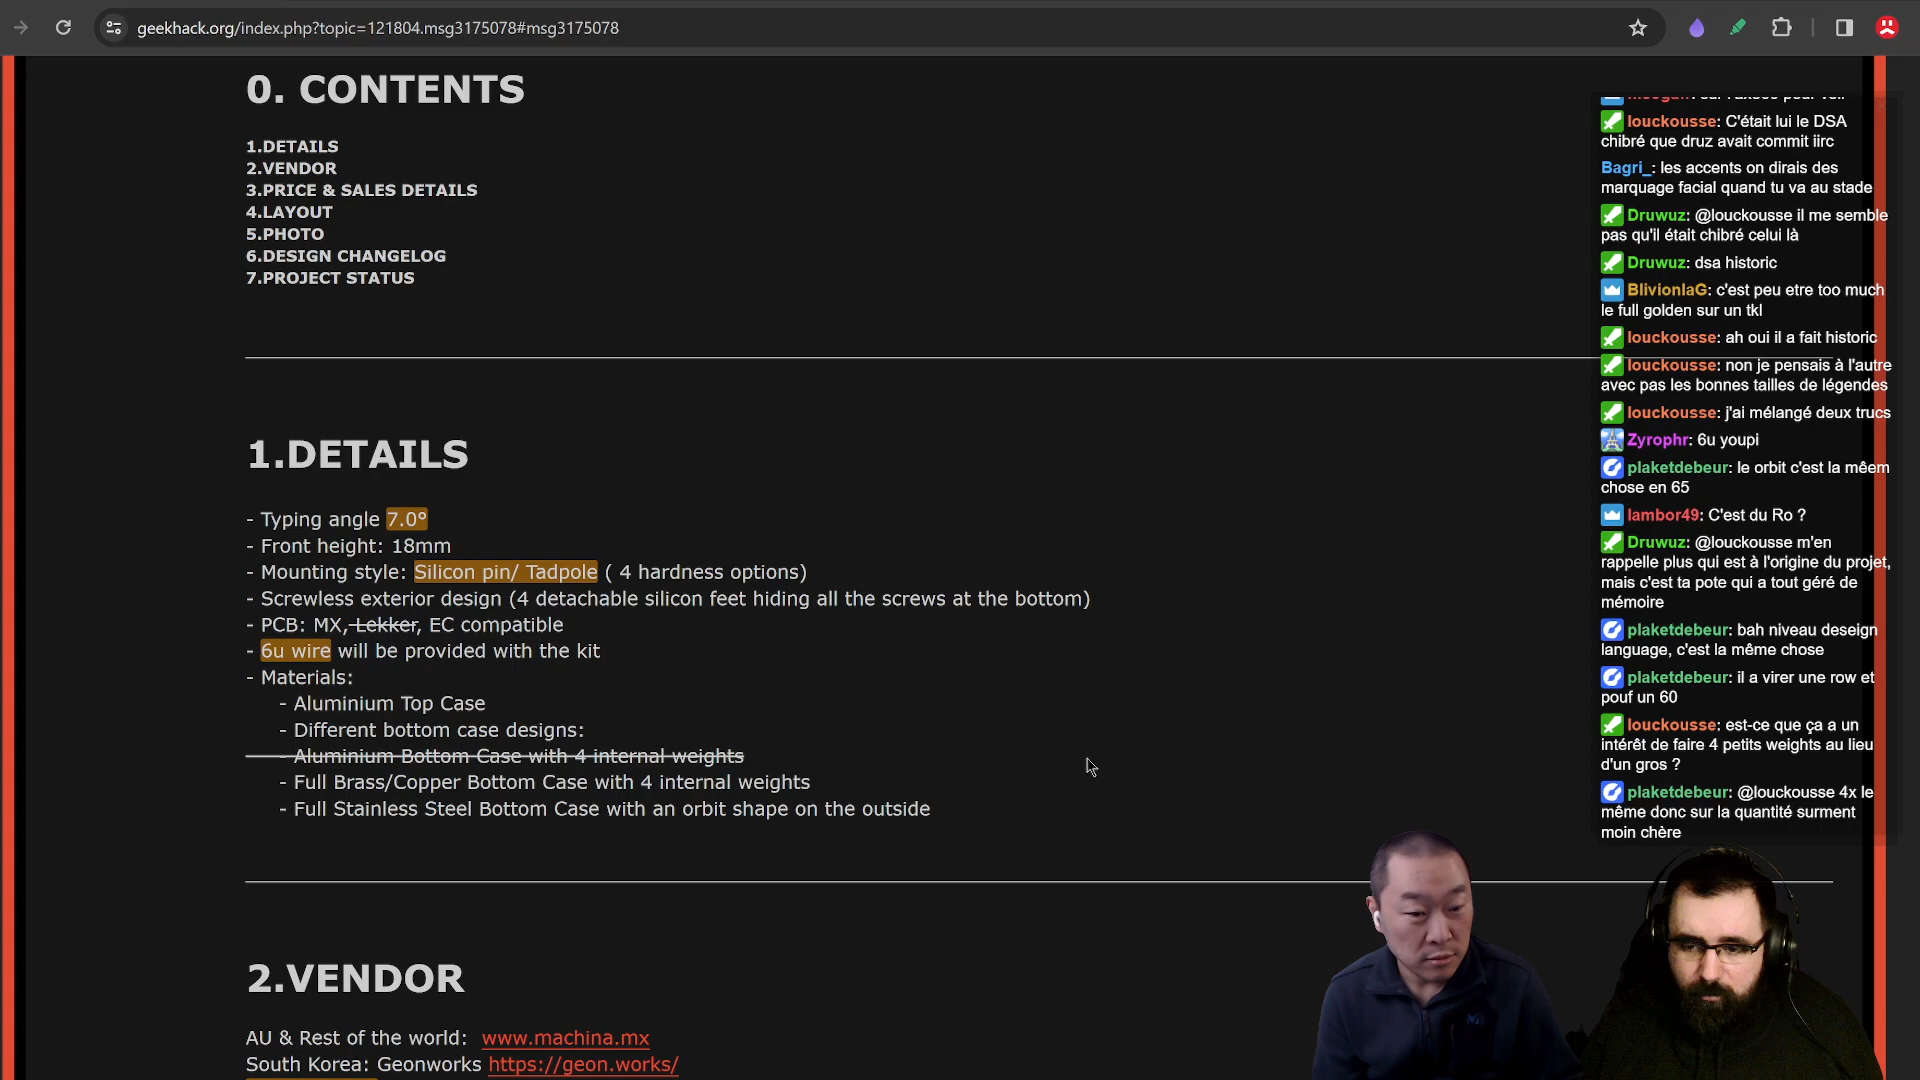 geekhack.org/index.php?topic=121804.msg3175078#msg3175078
0. CONTENTS
1.DETAILS
2.VENDOR
3.PRICE & SALES DETAILS
4.LAYOUT
5.PHOTO
6.DESIGN CHANGELOG
7.PROJECT STATUS
1.DETAILS
- Typing angle 7.0°
- Front height: 18mm
- Mounting style: Silicon pin/ Tadpole ( 4 hardness options)
- Screwless exterior design (4 detachable silicon feet hiding all the screws at the bottom)
- PCB: MX, Lekker, EC compatible
- 6u wire will be provided with the kit
- Materials:
- Aluminium Top Case
- Different bottom case designs:
- Aluminium Bottom Case with 4 internal weights
- Full Brass/Copper Bottom Case with 4 internal weights
- Full Stainless Steel Bottom Case with an orbit shape on the outside
2.VENDOR
AU & Rest of the world: www.machina.mx
South Korea: Geonworks https://geon.works/
louckousse: C'était lui le DSA
chibré que druz avait commit iirc
Bagri_: les accents on dirais des
marquage facial quand tu va au stade
Druwuz: @louckousse il me semble
pas qu'il était chibré celui là
Druwuz: dsa historic
BlivionIaG: c'est peu etre too much
le full golden sur un tkl
louckousse: ah oui il a fait historic
louckousse: non je pensais à l'autre
avec pas les bonnes tailles de légendes
louckousse: j'ai mélangé deux trucs
Zyrophr: 6u youpi
plaketdebeur: le orbit c'est la mêem
chose en 65
lambor49: C'est du Ro ?
Druwuz: @louckousse m'en
rappelle plus qui est à l'origine du projet,
mais c'est ta pote qui a tout géré de
mémoire
plaketdebeur: bah niveau deseign
language, c'est la même chose
plaketdebeur: il a virer une row et
pouf un 60
louckousse: est-ce que ça a un
intérêt de faire 4 petits weights au lieu
d'un gros ?
plaketdebeur: @louckousse 4x le
même donc sur la quantité surment
moin chère